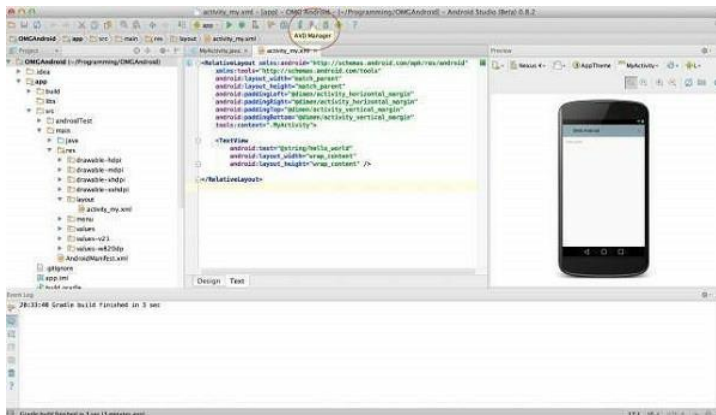 activity_my.xml - [app] - OMGAndroid - [~/Programming/OMGAndroid] - Android Studio (Beta) 0.8.2
app
AVD Manager
OMGAndroid app src main res layout activity_my.xml
Project
MyActivity.java activity_my.xml
Preview
OMGAndroid (~/Programming/OMGAndroid)
.idea
app
build
libs
src
androidTest
main
java
res
drawable-hdpi
drawable-mdpi
drawable-xhdpi
drawable-xxhdpi
layout
activity_my.xml
menu
values
values-v21
values-w820dp
AndroidManifest.xml
.gitignore
app.iml
build.gradle
<RelativeLayout xmlns:android="http://schemas.android.com/apk/res/android"
xmlns:tools="http://schemas.android.com/tools"
android:layout_width="match_parent"
android:layout_height="match_parent"
android:paddingLeft="@dimen/activity_horizontal_margin"
android:paddingRight="@dimen/activity_horizontal_margin"
android:paddingTop="@dimen/activity_vertical_margin"
android:paddingBottom="@dimen/activity_vertical_margin"
tools:context=".MyActivity">
<TextView
android:text="@string/hello_world"
android:layout_width="wrap_content"
android:layout_height="wrap_content" />
</RelativeLayout>
Design Text
Nexus 4 AppTheme MyActivity
Event Log
20:33:40 Gradle build finished in 3 sec